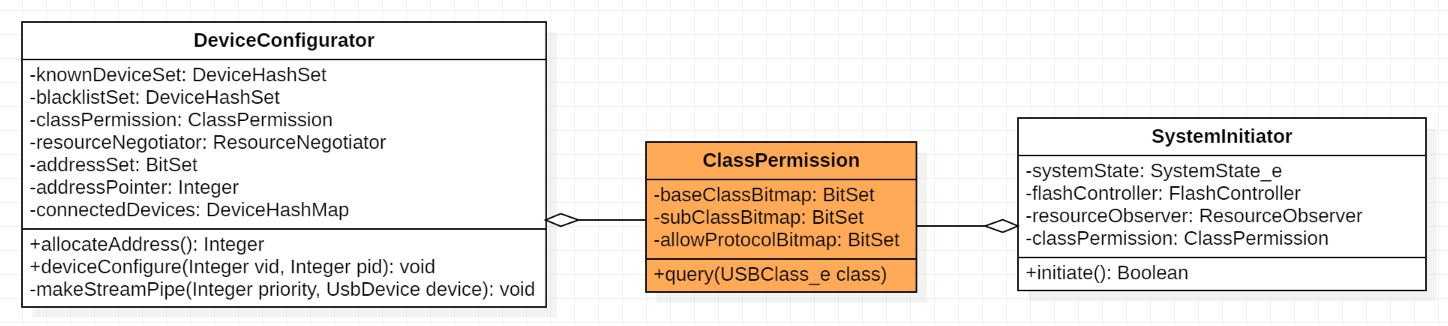 DeviceConfigurator
-knownDeviceSet: DeviceHashSet
-blacklistSet: DeviceHashSet
-classPermission: ClassPermission
-resourceNegotiator: ResourceNegotiator
-addressSet: BitSet
-addressPointer: Integer
-connectedDevices: DeviceHashMap
+allocateAddress(): Integer
+deviceConfigure(Integer vid, Integer pid): void
-makeStreamPipe(Integer priority, UsbDevice device): void
ClassPermission
-baseClassBitmap: BitSet
-subClassBitmap: BitSet
-allowProtocolBitmap: BitSet
+query(USBClass_e class)
SystemInitiator
-systemState: SystemState_e
-flashController: FlashController
-resourceObserver: ResourceObserver
-classPermission: ClassPermission
+initiate(): Boolean